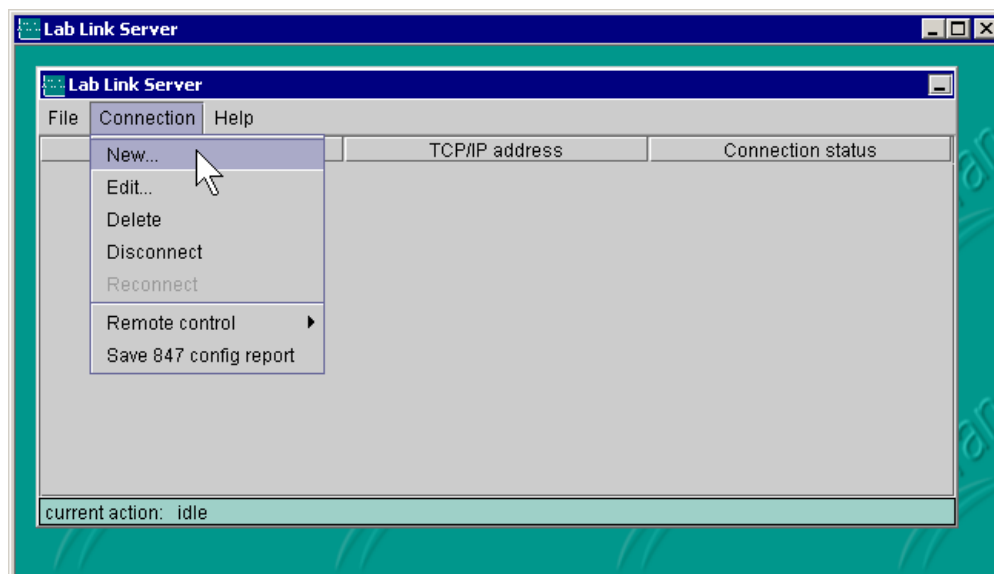 Lab Link Server
Lab Link Server
File Connection Help
TCP/IP address Connection status
New...
Edit...
Delete
Disconnect
Reconnect
Remote control
Save 847 config report
current action: idle